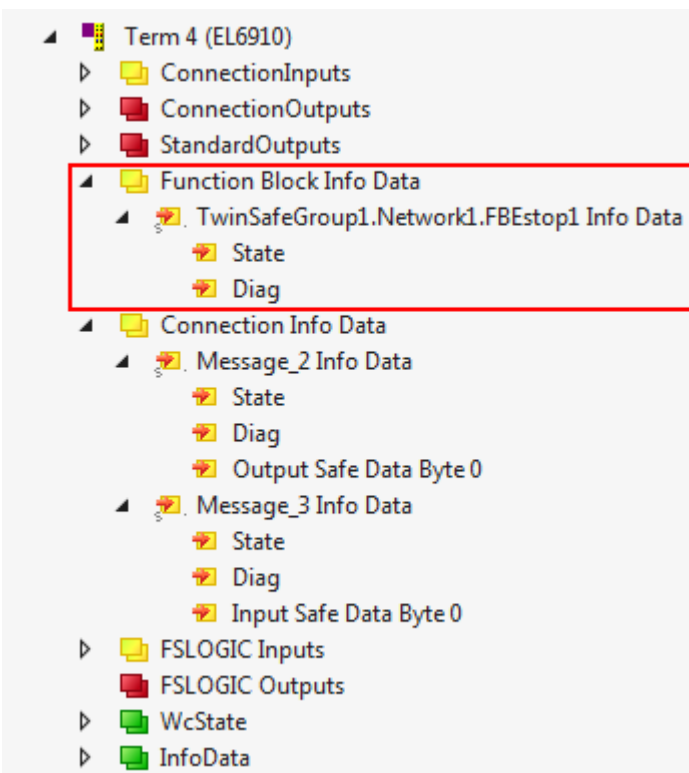 Term 4 (EL6910)
ConnectionInputs
ConnectionOutputs
StandardOutputs
Function Block Info Data
TwinSafeGroup1.Network1.FBEstop1 Info Data
State
Diag
Connection Info Data
Message_2 Info Data
State
Diag
Output Safe Data Byte 0
Message_3 Info Data
State
Diag
Input Safe Data Byte 0
FSLOGIC Inputs
FSLOGIC Outputs
WcState
InfoData